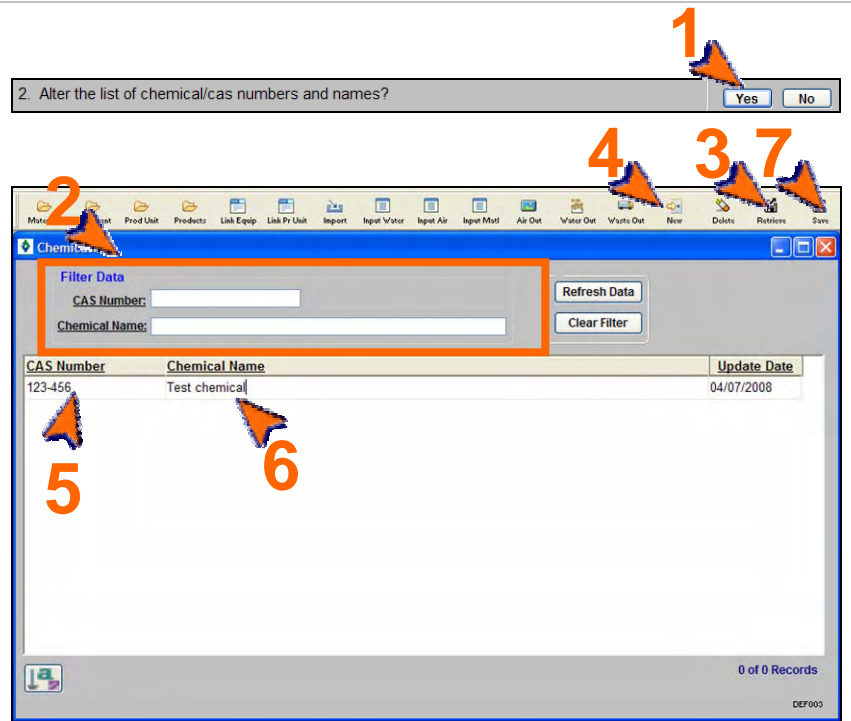 1
2. Alter the list of chemical/cas numbers and names? Yes No
4 3 7
2
Prod Unit Products Link Equip Link Pr Unit Import Input Water Input Air Input Matl Air Out Water Out Waste Out New Delete Retrieve Save
Filter Data
CAS Number:
Chemical Name:
Refresh Data
Clear Filter
CAS Number Chemical Name Update Date
123-456 Test chemical 04/07/2008
5
6
0 of 0 Records
DEF003